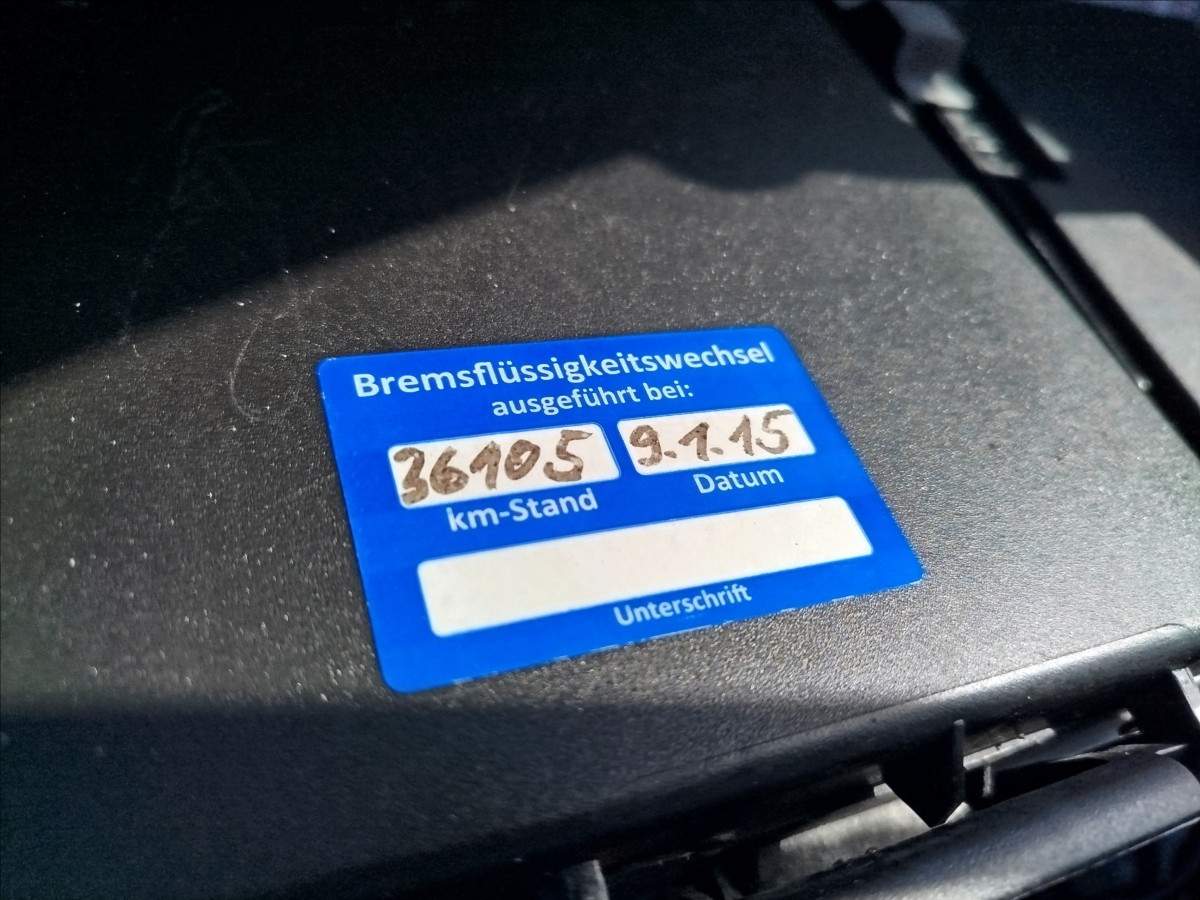 Bremsflüssigkeitswechsel
ausgeführt bei:
36105 9.1.15
km-Stand Datum
Unterschrift